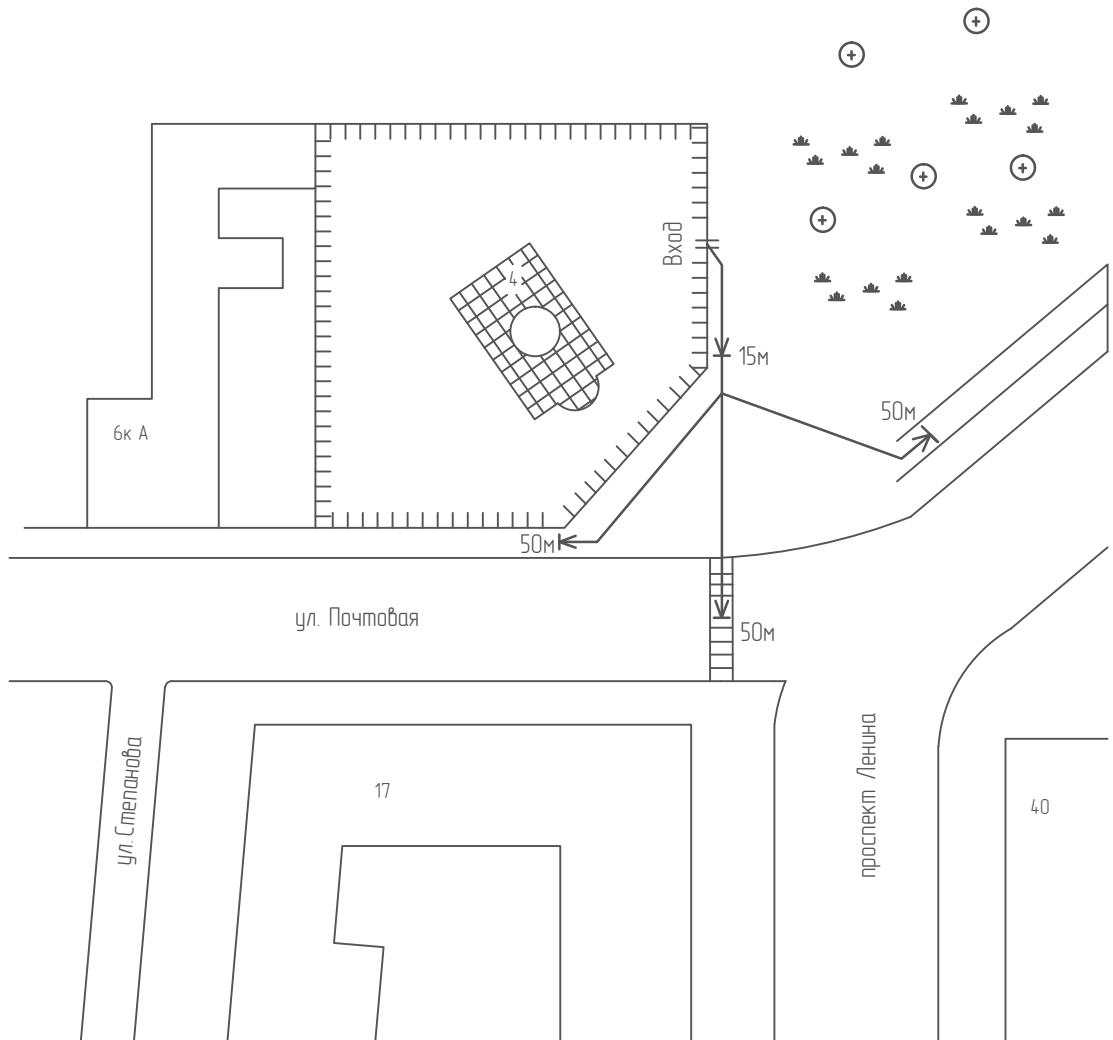 Вход
4
15м
50м
6к А
50м
ул. Почтовая
50м
ул. Степанова
17
проспект Ленина
40